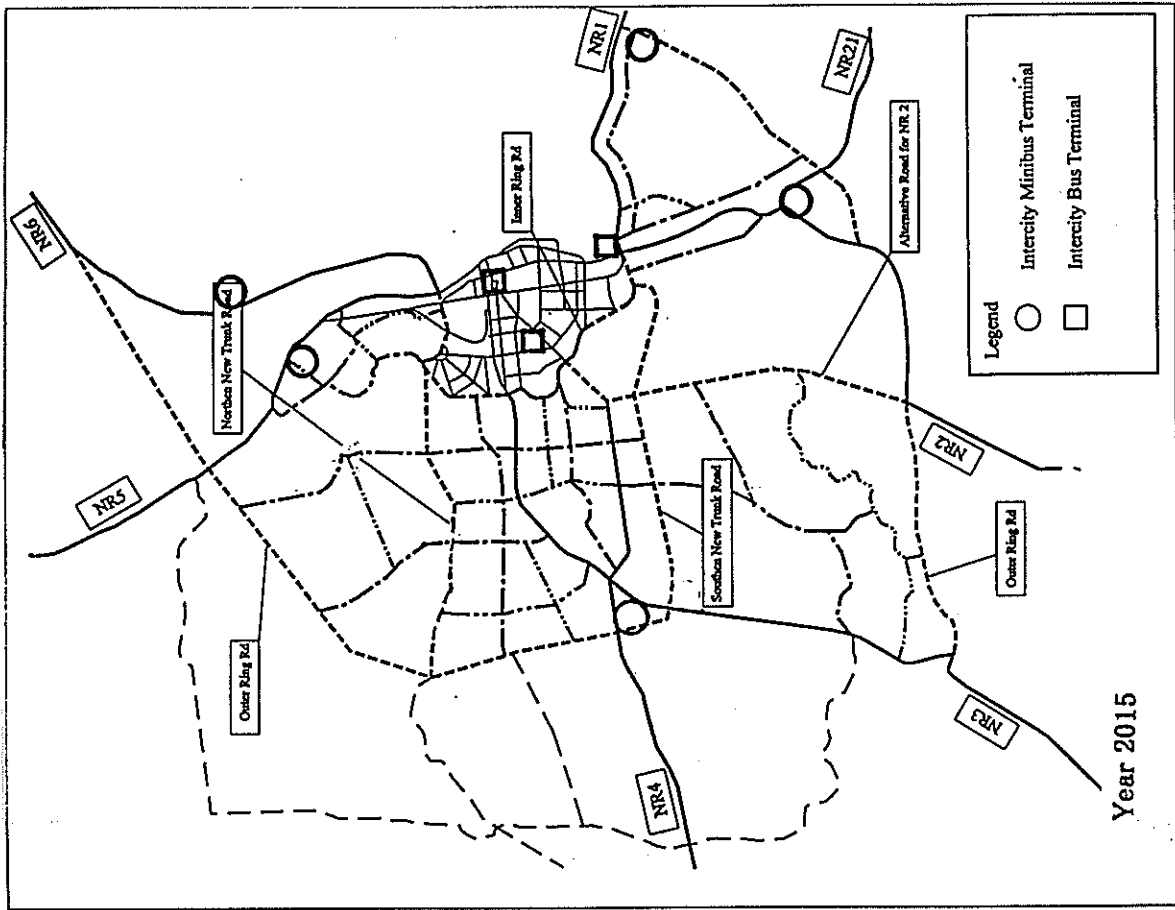 NR6
NR5
Northen New Trunk Road
Outer Ring Rd
NR1
Inner Ring Rd
NR21
Alternative Road for NR 2
NR4
Southen New Trunk Road
NR2
Outer Ring Rd
NR3
Legend
Intercity Minibus Terminal
Intercity Bus Terminal
Year 2015